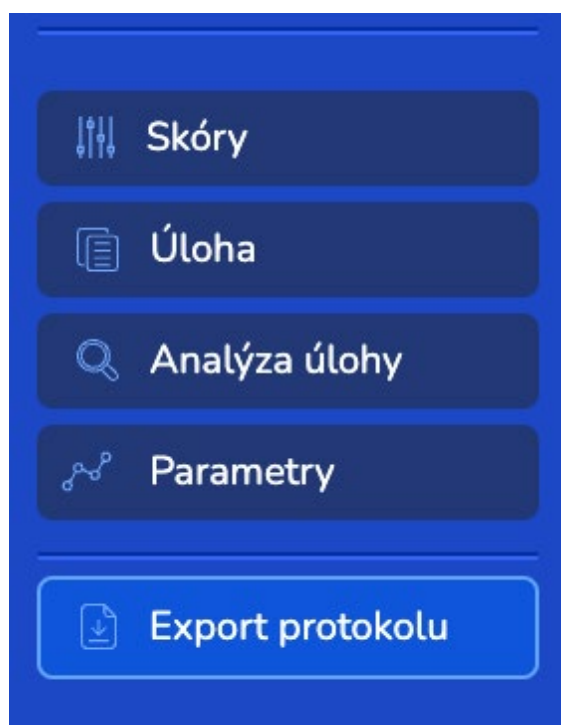 Skóry
Úloha
Analýza úlohy
Parametry
Export protokolu